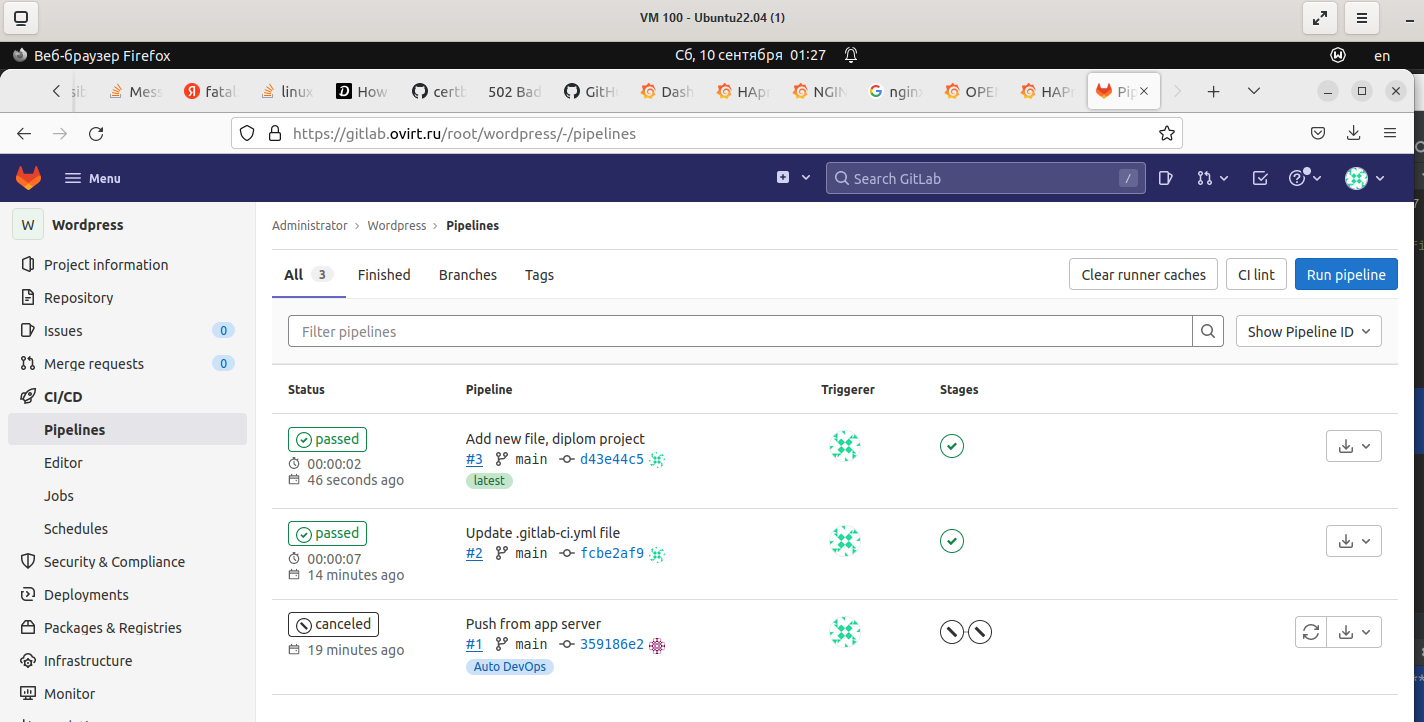 VM 100 - Ubuntu22.04 (1)
Веб-браузер Firefox
Сб, 10 сентября 01:27
en
Mess
fatal
linux
How
certb
502 Bad
GitHu
Dash
HApr
NGIN
nginx
OPEN
HAPr
Pip
https://gitlab.ovirt.ru/root/wordpress/-/pipelines
Menu
Search GitLab
/
W Wordpress
Project information
Repository
Issues 0
Merge requests 0
CI/CD
Pipelines
Editor
Jobs
Schedules
Security & Compliance
Deployments
Packages & Registries
Infrastructure
Monitor
Administrator › Wordpress › Pipelines
All 3 Finished Branches Tags
Clear runner caches CI lint Run pipeline
Filter pipelines
Show Pipeline ID
Status Pipeline Triggerer Stages
passed
00:00:02
46 seconds ago
Add new file, diplom project
#3 main d43e44c5
latest
passed
00:00:07
14 minutes ago
Update .gitlab-ci.yml file
#2 main fcbe2af9
canceled
19 minutes ago
Push from app server
#1 main 359186e2
Auto DevOps